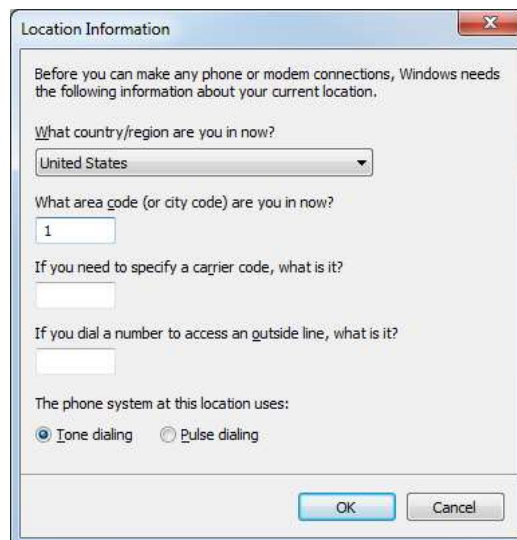 Location Information
Before you can make any phone or modem connections, Windows needs
the following information about your current location.
What country/region are you in now?
United States
What area code (or city code) are you in now?
1
If you need to specify a carrier code, what is it?
If you dial a number to access an outside line, what is it?
The phone system at this location uses:
Tone dialing Pulse dialing
OK Cancel